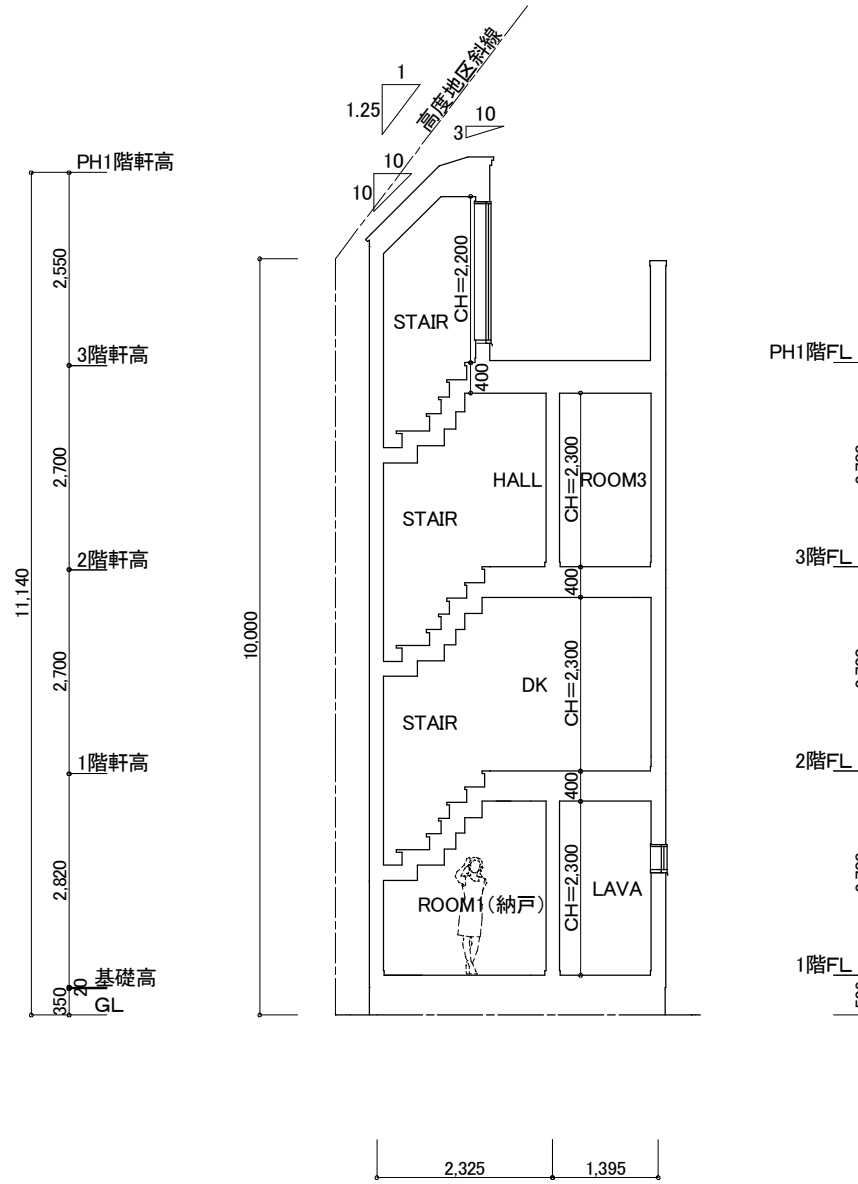 高度地区斜線
1
1.25
10
3
10
10
PH1階軒高
2,550
3階軒高
2,700
2階軒高
11,140
2,700
1階軒高
2,820
基礎高
20
350
GL
10,000
STAIR
CH=2,200
400
HALL
CH=2,300
ROOM3
STAIR
400
DK
CH=2,300
STAIR
400
ROOM1(納戸)
CH=2,300
LAVA
PH1階FL
3階FL
2階FL
1階FL
2,325
1,395